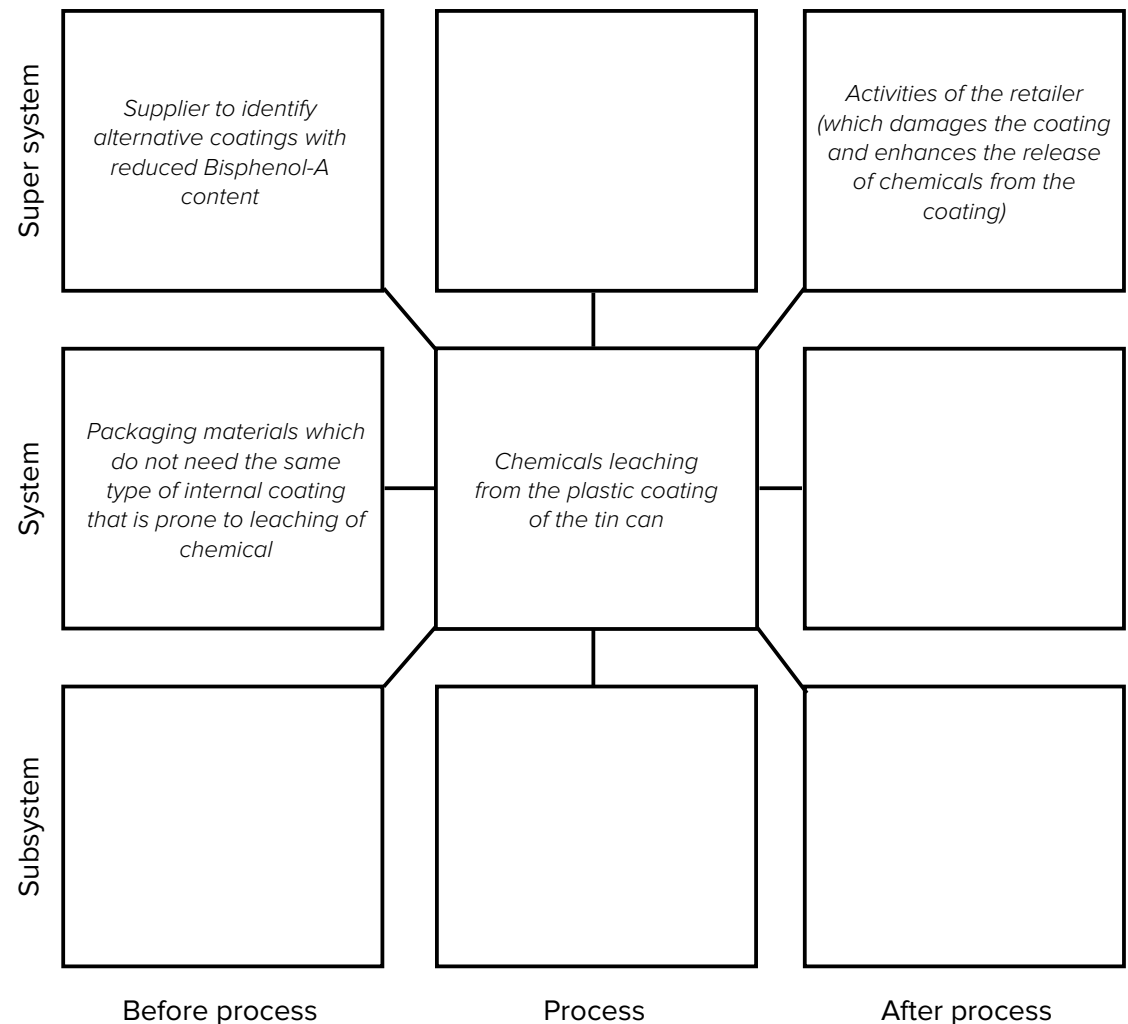 Super system
Supplier to identify
alternative coatings with
reduced Bisphenol-A
content
Activities of the retailer
(which damages the coating
and enhances the release
of chemicals from the
coating)
System
Packaging materials which
do not need the same
type of internal coating
that is prone to leaching of
chemical
Chemicals leaching
from the plastic coating
of the tin can
Subsystem
Before process
Process
After process